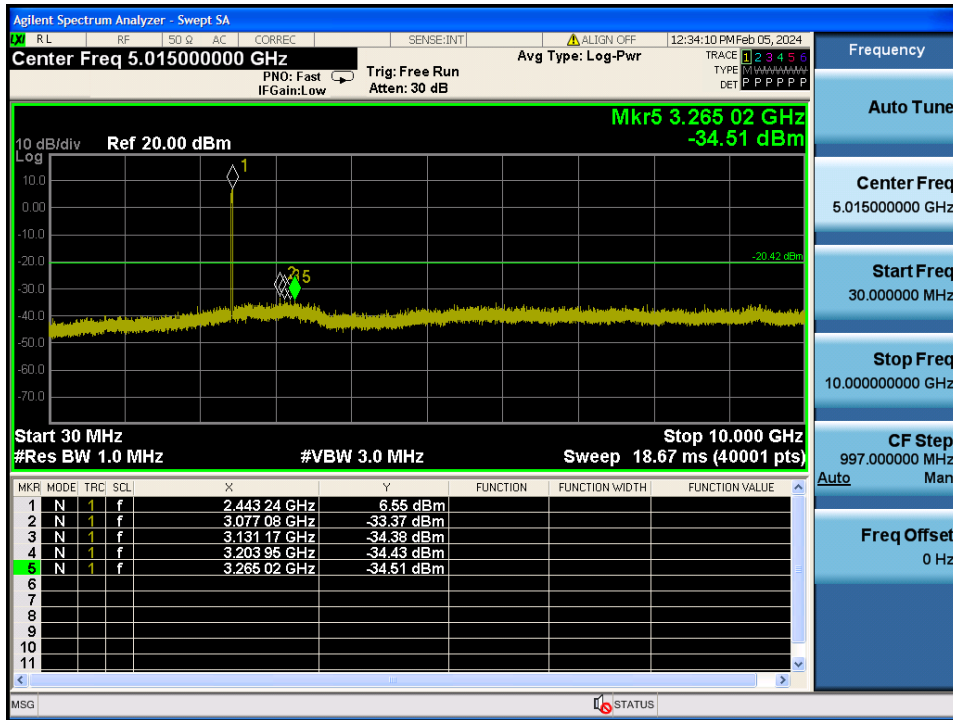 Agilent Spectrum Analyzer - Swept SA
LXI RL RF 50 Ω AC CORREC SENSE:INT ALIGN OFF 12:34:10 PM Feb 05, 2024
Center Freq 5.015000000 GHz
PNO: Fast
IFGain:Low
Trig: Free Run
Atten: 30 dB
Avg Type: Log-Pwr
TRACE 1 2 3 4 5 6
TYPE
DET P P P P P P
Mkr5 3.265 02 GHz
-34.51 dBm
10 dB/div Ref 20.00 dBm
Log
10.0
0.00
-10.0
-20.0
-30.0
-40.0
-50.0
-60.0
-70.0
1
5
-20.42 dBm
Start 30 MHz Stop 10.000 GHz
#Res BW 1.0 MHz #VBW 3.0 MHz Sweep 18.67 ms (40001 pts)
MKR MODE TRC SCL X Y FUNCTION FUNCTION WIDTH FUNCTION VALUE
1 N 1 f 2.443 24 GHz 6.55 dBm
2 N 1 f 3.077 08 GHz -33.37 dBm
3 N 1 f 3.131 17 GHz -34.38 dBm
4 N 1 f 3.203 95 GHz -34.43 dBm
5 N 1 f 3.265 02 GHz -34.51 dBm
6
7
8
9
10
11
MSG STATUS
Frequency
Auto Tune
Center Freq
5.015000000 GHz
Start Freq
30.000000 MHz
Stop Freq
10.000000000 GHz
CF Step
997.000000 MHz
Auto Man
Freq Offset
0 Hz